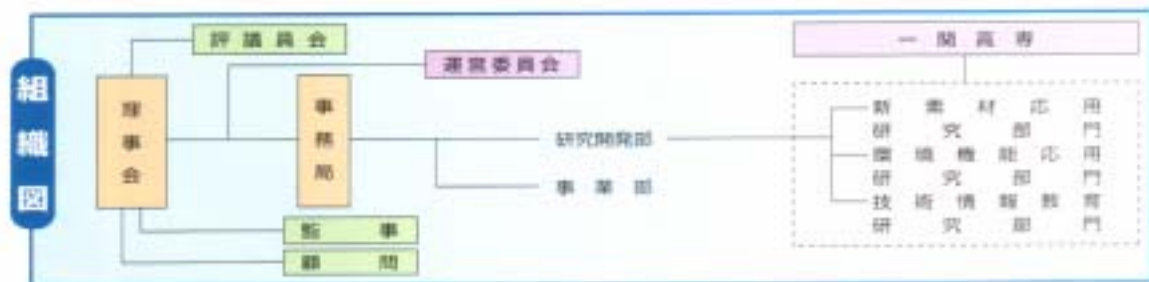 組織図
評議員会
運営委員会
一関高専
理事会
事務局
研究開発部
事業部
新素材応用
研究部門
環境機能応用
研究部門
技術情報教育
研究部門
監事
顧問